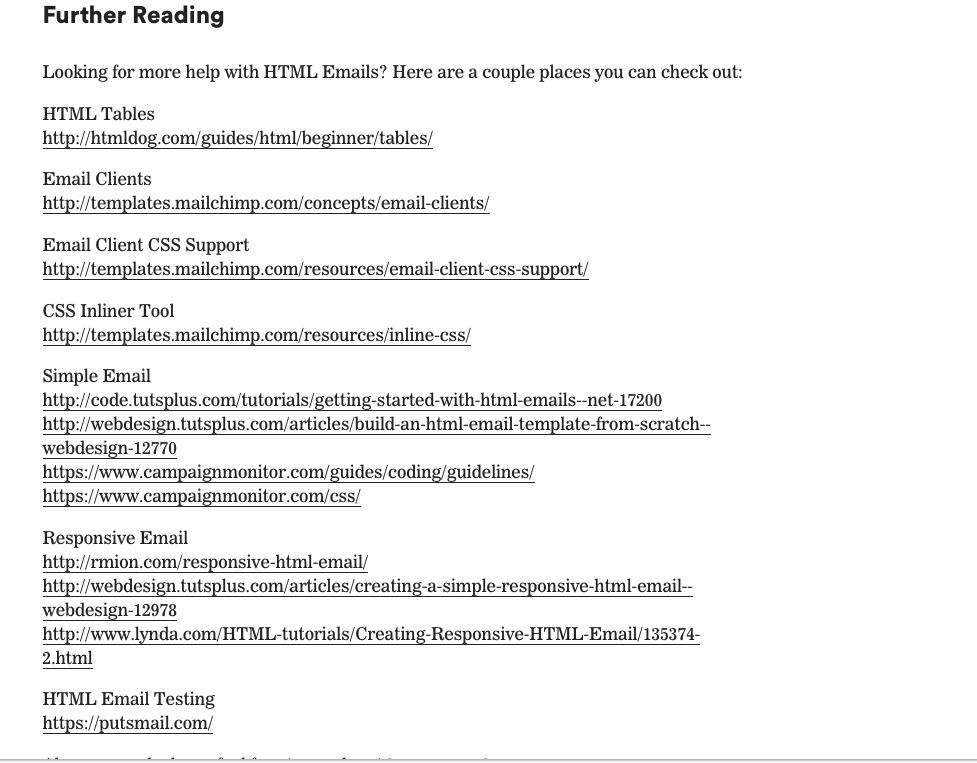 Further Reading
Looking for more help with HTML Emails? Here are a couple places you can check out:
HTML Tables
http://htmldog.com/guides/html/beginner/tables/
Email Clients
http://templates.mailchimp.com/concepts/email-clients/
Email Client CSS Support
http://templates.mailchimp.com/resources/email-client-css-support/
CSS Inliner Tool
http://templates.mailchimp.com/resources/inline-css/
Simple Email
http://code.tutsplus.com/tutorials/getting-started-with-html-emails--net-17200
http://webdesign.tutsplus.com/articles/build-an-html-email-template-from-scratch--
webdesign-12770
https://www.campaignmonitor.com/guides/coding/guidelines/
https://www.campaignmonitor.com/css/
Responsive Email
http://rmion.com/responsive-html-email/
http://webdesign.tutsplus.com/articles/creating-a-simple-responsive-html-email--
webdesign-12978
http://www.lynda.com/HTML-tutorials/Creating-Responsive-HTML-Email/135374-
2.html
HTML Email Testing
https://putsmail.com/